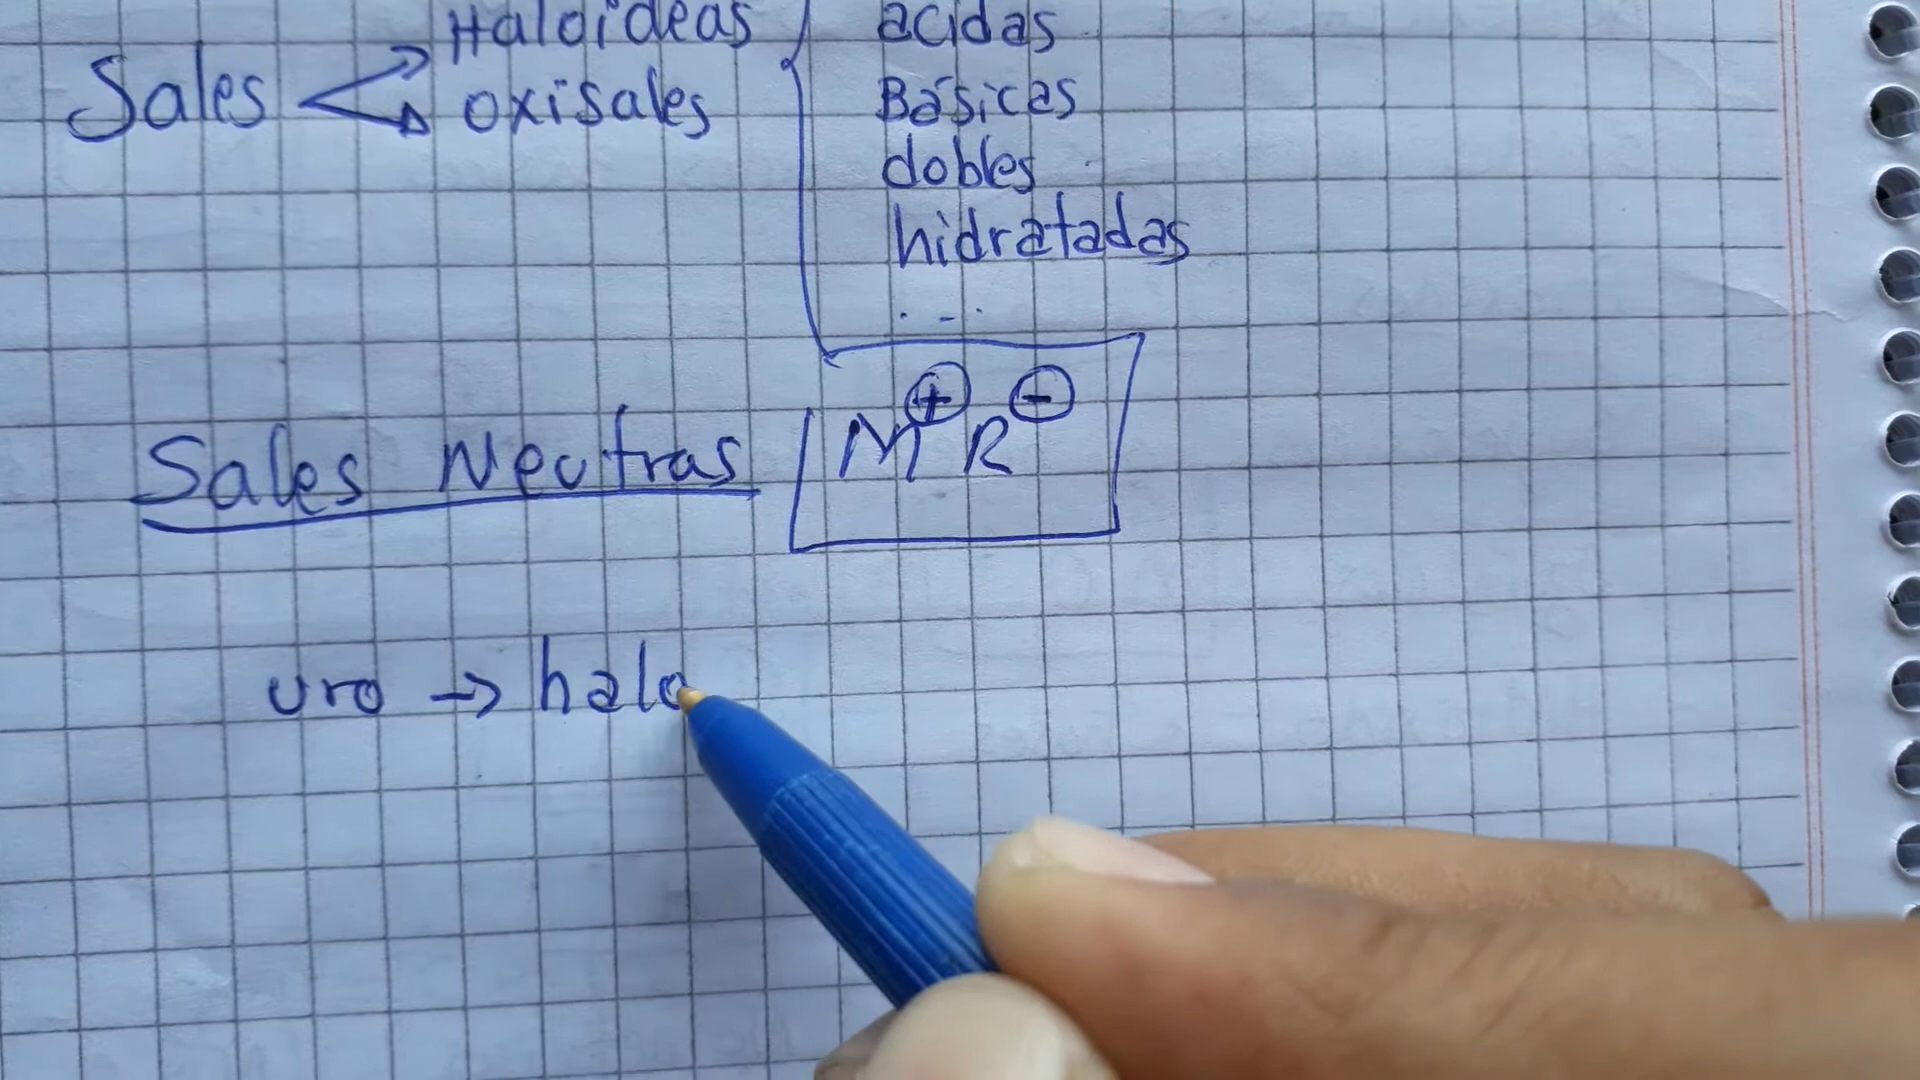 Sales Haloideas
oxisales
acidas
Básicas
dobles
hidratadas
...
Sales Neutras M⊕ R⊖
uro → halo